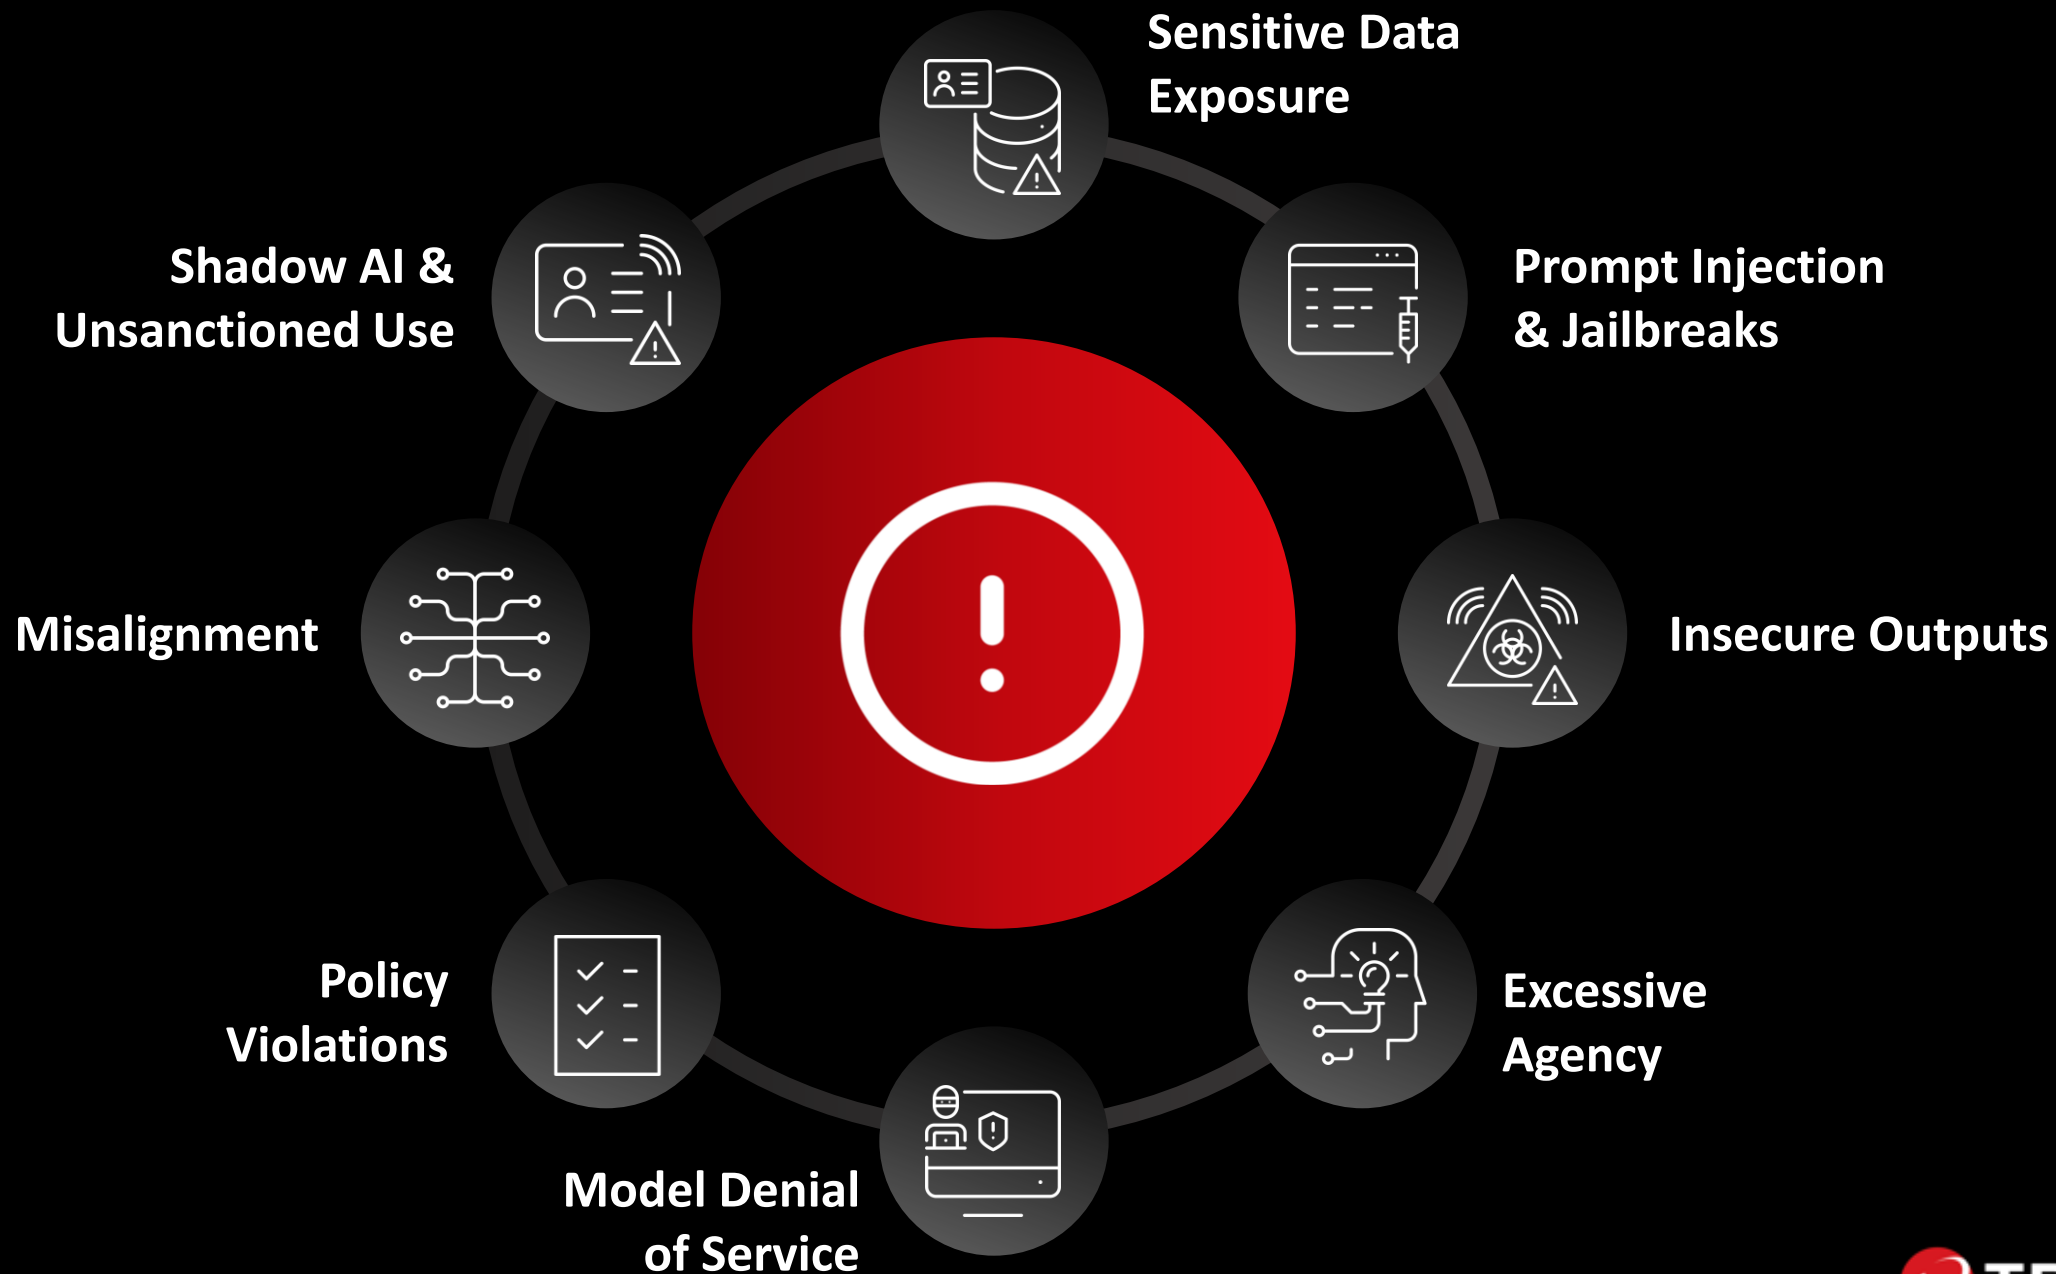 Sensitive Data
Exposure
Prompt Injection
& Jailbreaks
Insecure Outputs
Excessive
Agency
Model Denial
of Service
Policy
Violations
Misalignment
Shadow AI &
Unsanctioned Use